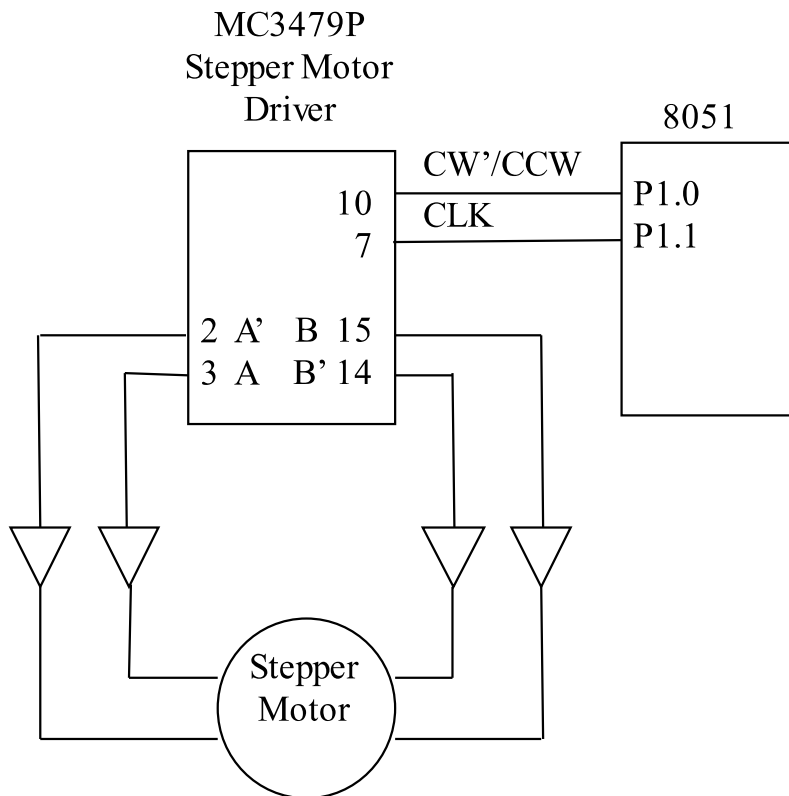 MC3479P
Stepper Motor
Driver
8051
CW’/CCW
10
P1.0
CLK
7
P1.1
2 A’ B 15
3 A B’ 14
Stepper
Motor